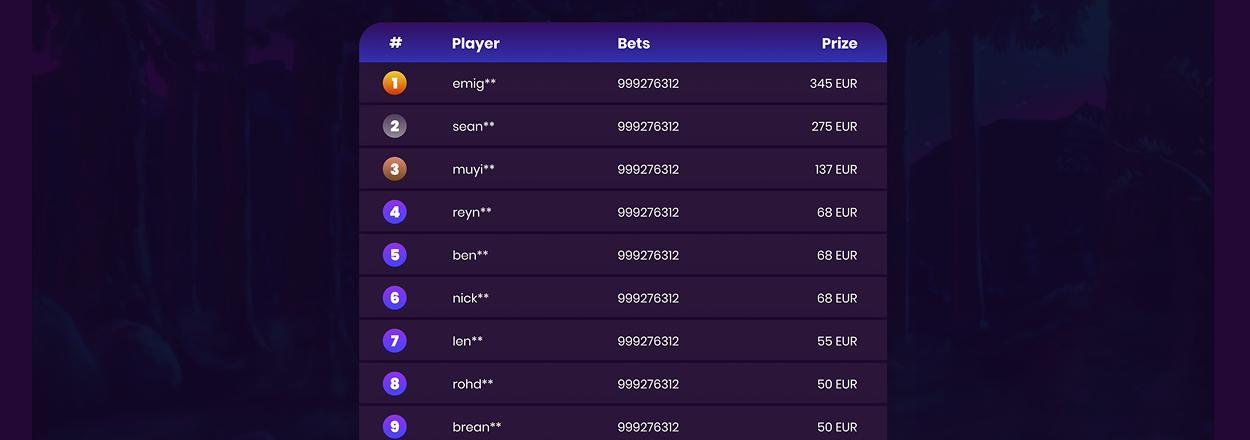 # Player Bets Prize
1 emig** 999276312 345 EUR
2 sean** 999276312 275 EUR
3 muyi** 999276312 137 EUR
4 reyn** 999276312 68 EUR
5 ben** 999276312 68 EUR
6 nick** 999276312 68 EUR
7 len** 999276312 55 EUR
8 rohd** 999276312 50 EUR
9 brean** 999276312 50 EUR